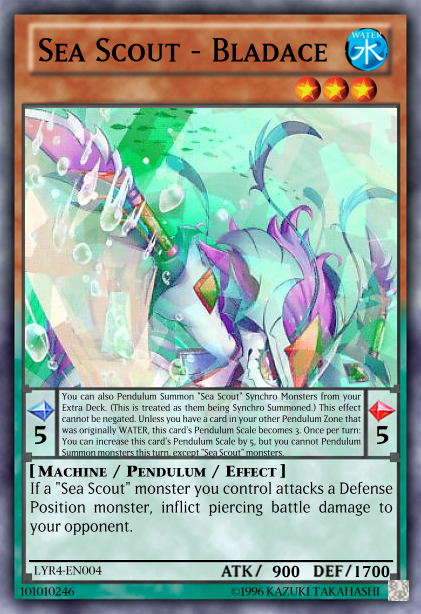 SEA SCOUT - BLADACE
WATER
水
You can also Pendulum Summon "Sea Scout" Synchro Monsters from your
Extra Deck. (This is treated as them being Synchro Summoned.) This effect
cannot be negated. Unless you have a card in your other Pendulum Zone that
was originally WATER, this card's Pendulum Scale becomes 3. Once per turn:
You can increase this card's Pendulum Scale by 5, but you cannot Pendulum
Summon monsters this turn, except "Sea Scout" monsters.
5
5
[ MACHINE / PENDULUM / EFFECT ]
If a "Sea Scout" monster you control attacks a Defense
Position monster, inflict piercing battle damage to
your opponent.
LYR4-EN004
ATK/ 900 DEF/1700
101010246
©1996 KAZUKI TAKAHASHI